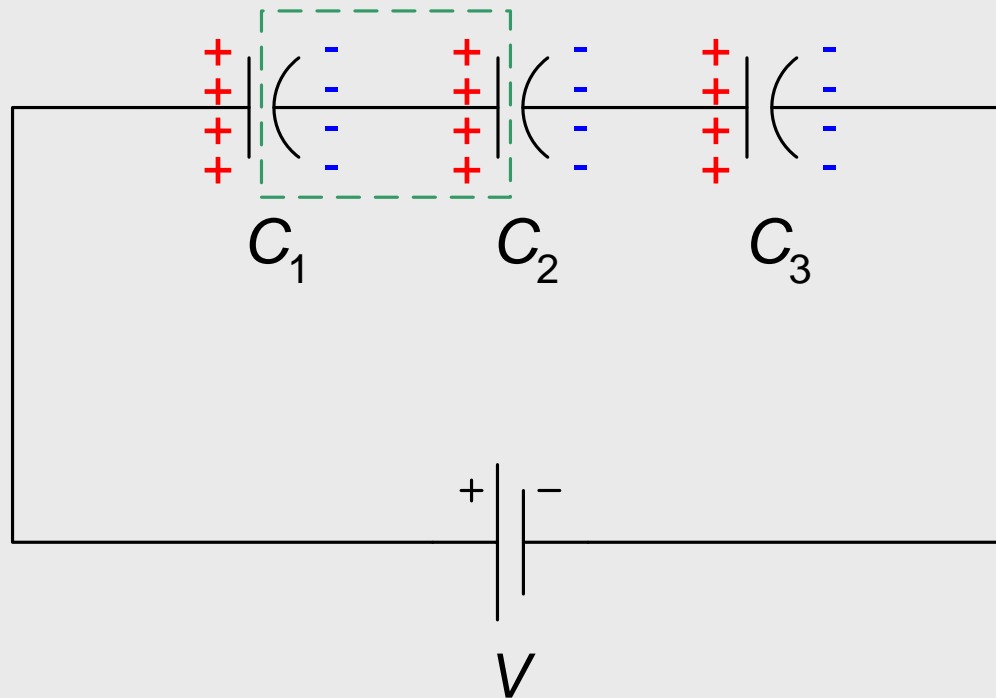 + - + - + -
+ - + - + -
+ - + - + -
+ - + - + -
C1 C2 C3
+ −
V